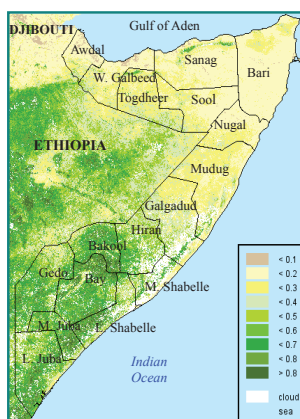 DJIBOUTI
Gulf of Aden
Awdal
Sanag
Bari
W. Galbeed
Togdheer
Sool
Nugal
ETHIOPIA
Mudug
Galgadud
Hiran
Bakool
Gedo
Bay
M. Shabelle
M. Juba
L. Shabelle
L. Juba
Indian
Ocean
< 0.1
< 0.2
< 0.3
< 0.4
< 0.5
< 0.6
< 0.7
< 0.8
> 0.8
cloud
sea